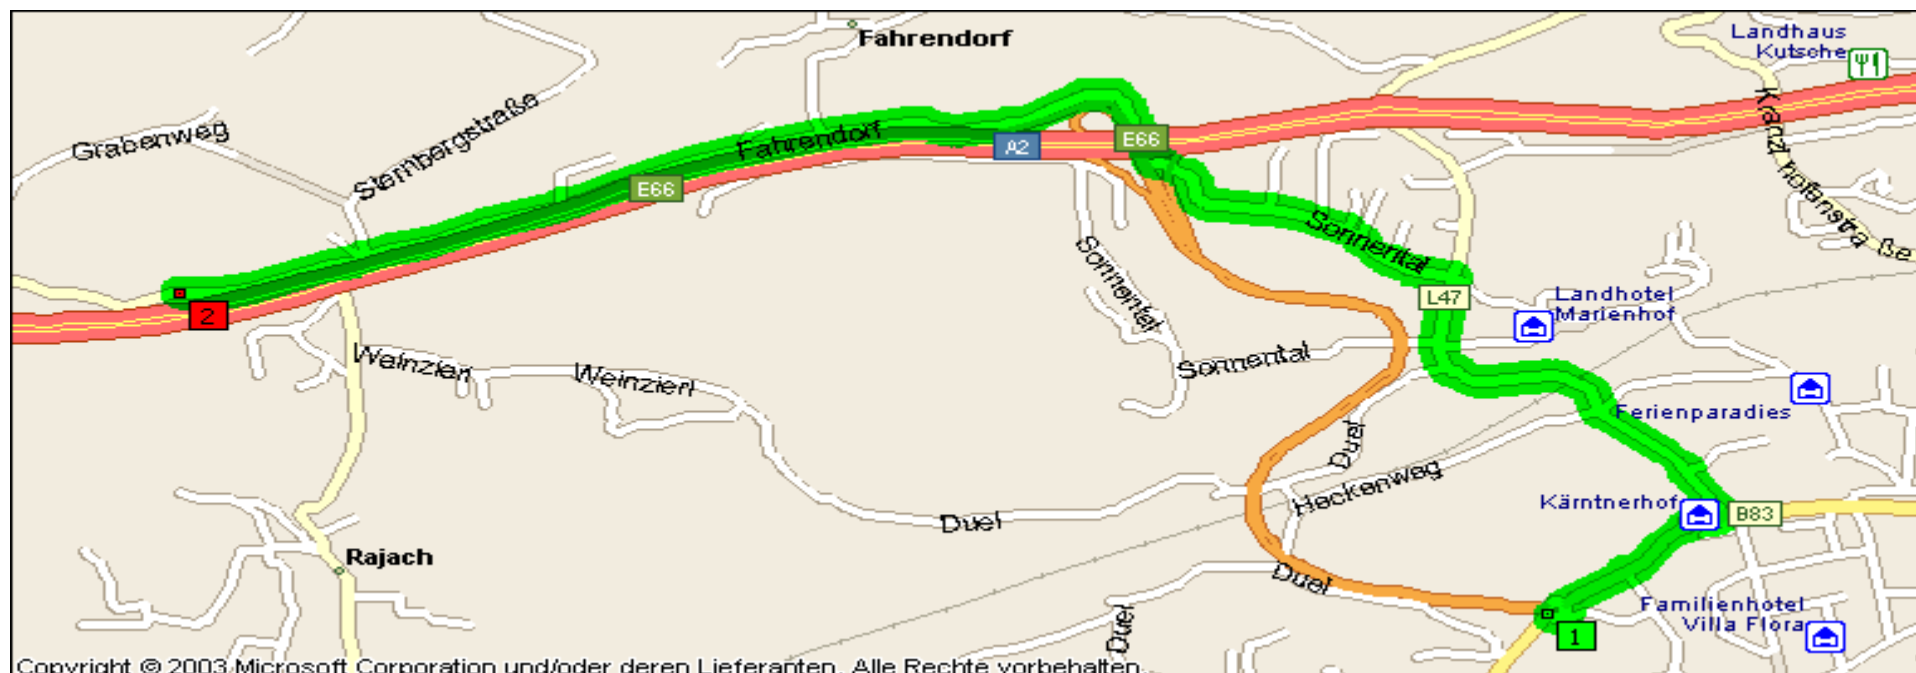 Fahrendorf
Landhaus
Kutsche
Grabenweg
Sternbergstraße
Fahrendorf
Kranzlhofenstraße
A2
E66
E66
Sonnental
Sonnental
L47
Landhotel
Marienhof
2
Weinzierl
Weinzierl
Sonnental
Ferienparadies
Duel
Heckenweg
Kärntnerhof
B83
Duel
Rajach
Duel
Familienhotel
Villa Flora
Duel
1
Copyright © 2003 Microsoft Corporation und/oder deren Lieferanten. Alle Rechte vorbehalten.